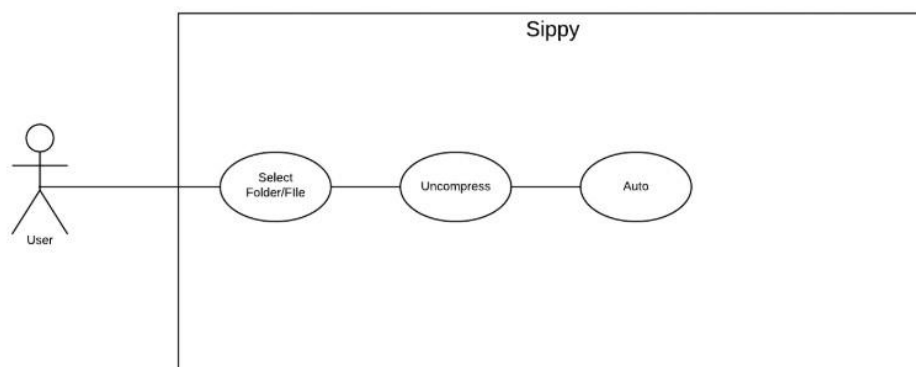 Sippy
Select
Folder/FIle
Uncompress
Auto
User